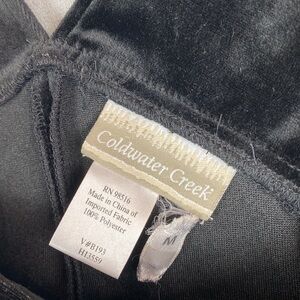 Coldwater Creek
RN 98516
Made in China of
Imported Fabric
100% Polyester
V#B193
H13559
M